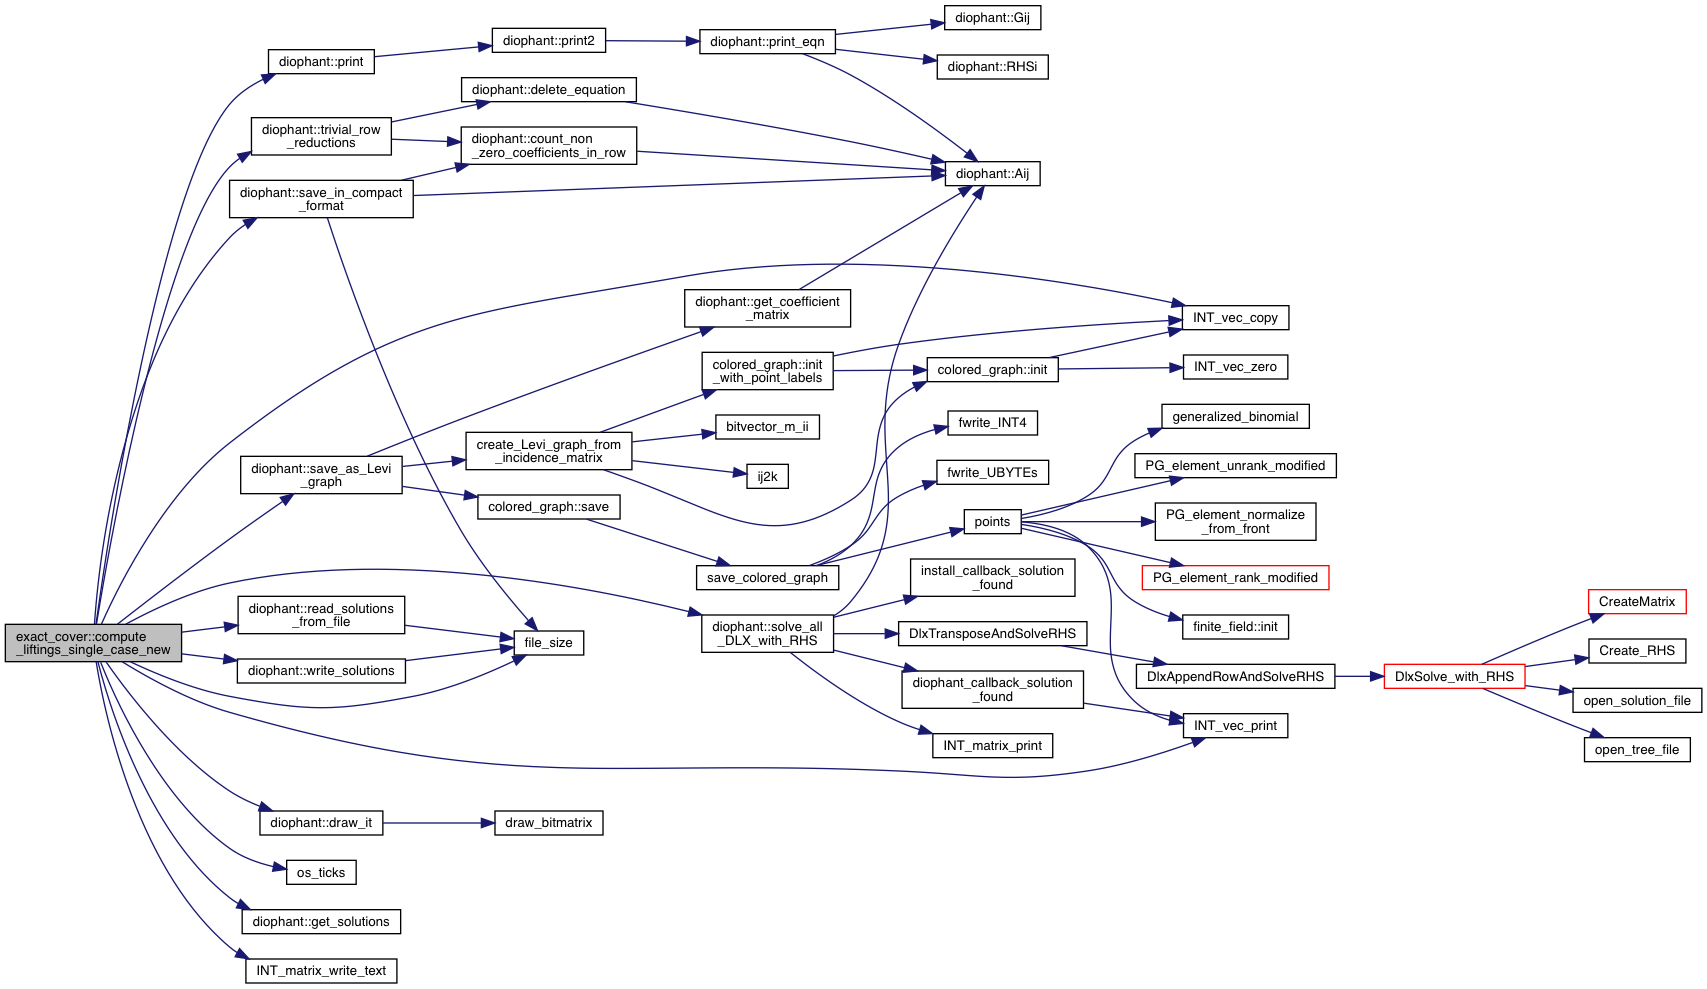 exact_cover::compute
_liftings_single_case_new
diophant::print
diophant::print2
diophant::print_eqn
diophant::Gij
diophant::RHSi
diophant::trivial_row
_reductions
diophant::delete_equation
diophant::count_non
_zero_coefficients_in_row
diophant::Aij
diophant::save_in_compact
_format
diophant::get_coefficient
_matrix
INT_vec_copy
colored_graph::init
_with_point_labels
colored_graph::init
INT_vec_zero
diophant::save_as_Levi
_graph
create_Levi_graph_from
_incidence_matrix
bitvector_m_ii
ij2k
colored_graph::save
save_colored_graph
fwrite_INT4
fwrite_UBYTEs
points
generalized_binomial
PG_element_unrank_modified
PG_element_normalize
_from_front
PG_element_rank_modified
finite_field::init
diophant::read_solutions
_from_file
file_size
diophant::write_solutions
diophant::solve_all
_DLX_with_RHS
install_callback_solution
_found
DlxTransposeAndSolveRHS
diophant_callback_solution
_found
INT_matrix_print
DlxAppendRowAndSolveRHS
INT_vec_print
DlxSolve_with_RHS
CreateMatrix
Create_RHS
open_solution_file
open_tree_file
diophant::draw_it
draw_bitmatrix
os_ticks
diophant::get_solutions
INT_matrix_write_text